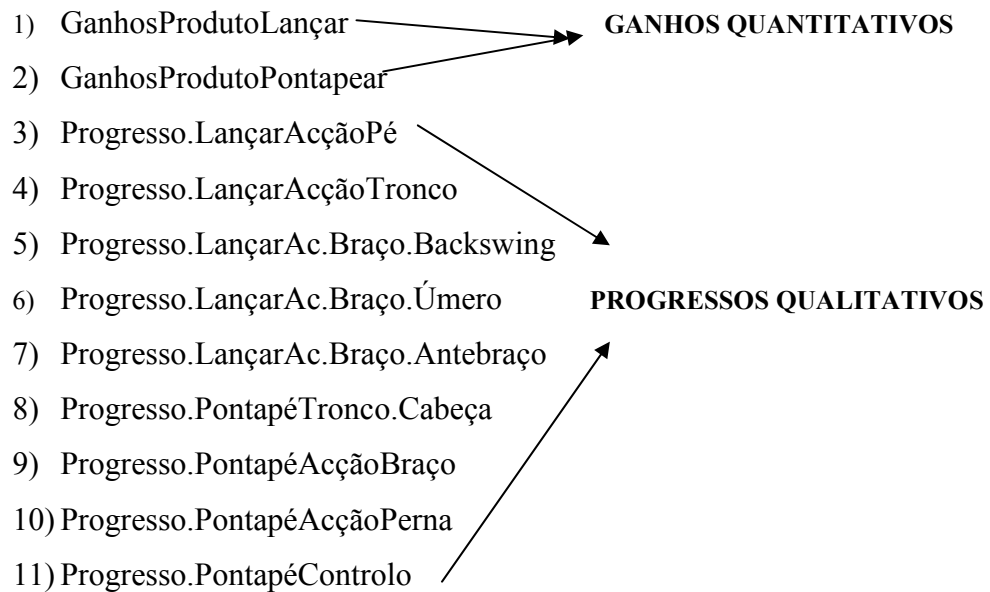 1) GanhosProdutoLançar GANHOS QUANTITATIVOS
2) GanhosProdutoPontapear
3) Progresso.LançarAcçãoPé
4) Progresso.LançarAcçãoTronco
5) Progresso.LançarAc.Braço.Backswing
6) Progresso.LançarAc.Braço.Úmero PROGRESSOS QUALITATIVOS
7) Progresso.LançarAc.Braço.Antebraço
8) Progresso.PontapéTronco.Cabeça
9) Progresso.PontapéAcçãoBraço
10) Progresso.PontapéAcçãoPerna
11) Progresso.PontapéControlo